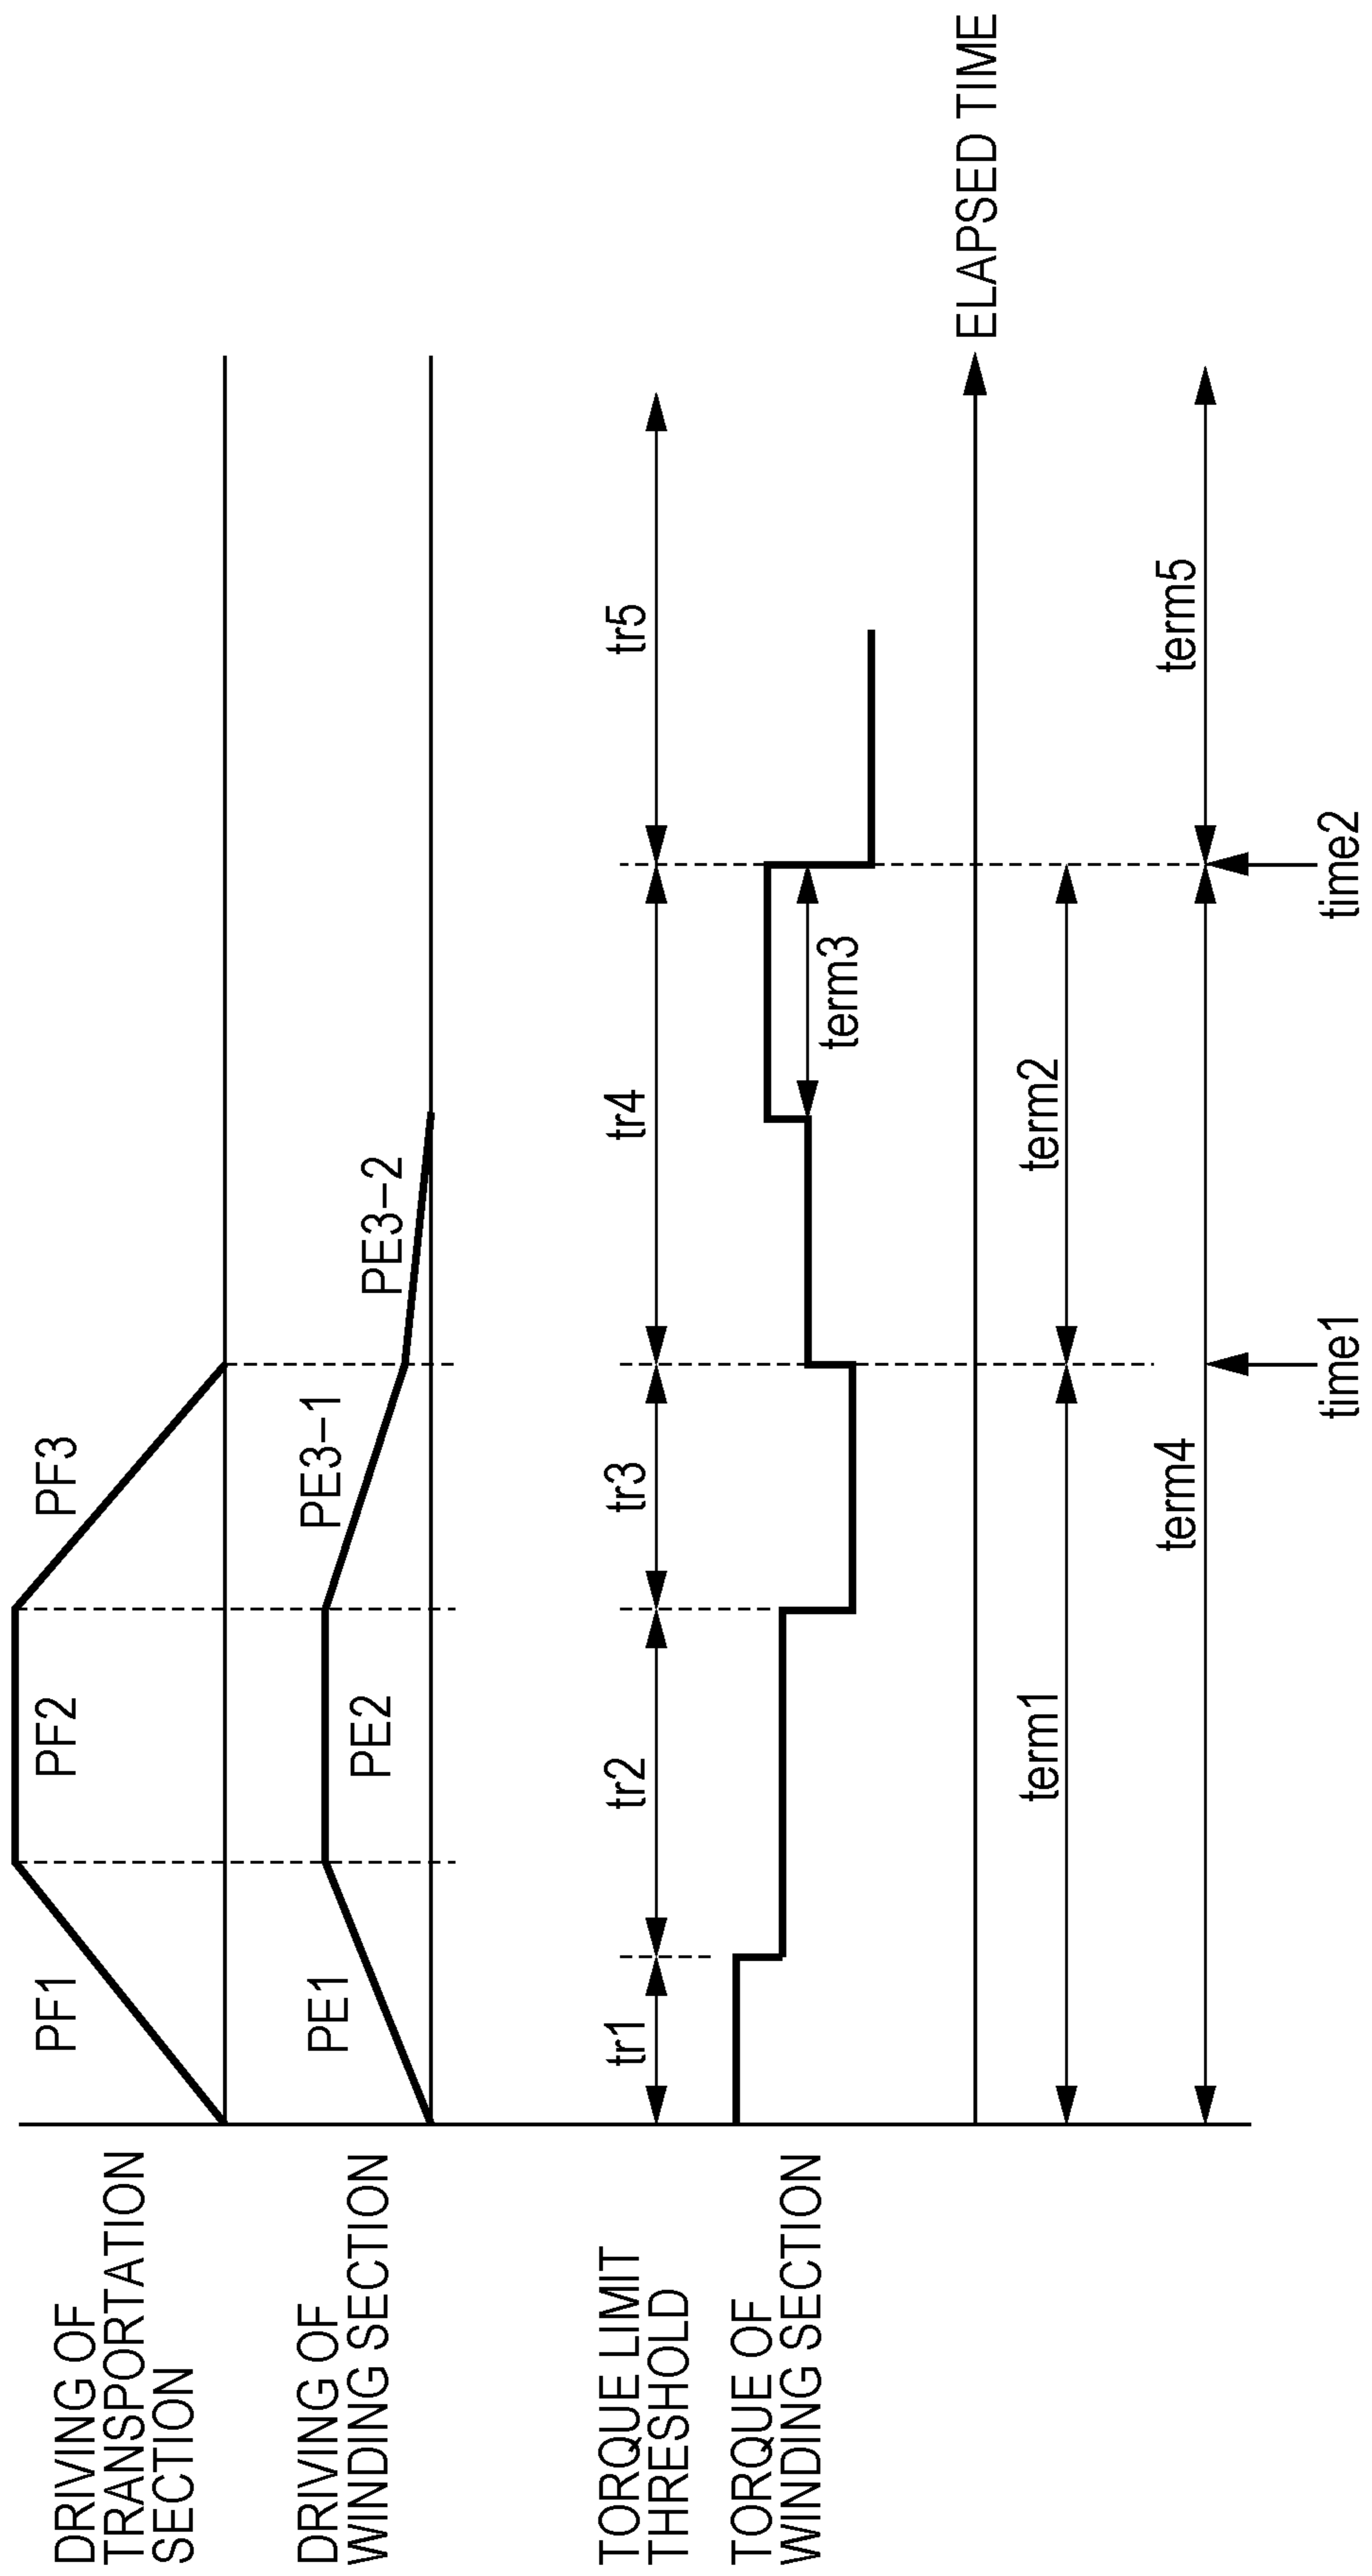 DRIVING OF
TRANSPORTATION
SECTION
PF1
PF2
PF3
DRIVING OF
WINDING SECTION
PE1
PE2
PE3–1
PE3–2
TORQUE LIMIT
THRESHOLD
tr1
tr2
tr3
tr4
tr5
TORQUE OF
WINDING SECTION
term3
ELAPSED TIME
term1
term2
term4
term5
time1
time2